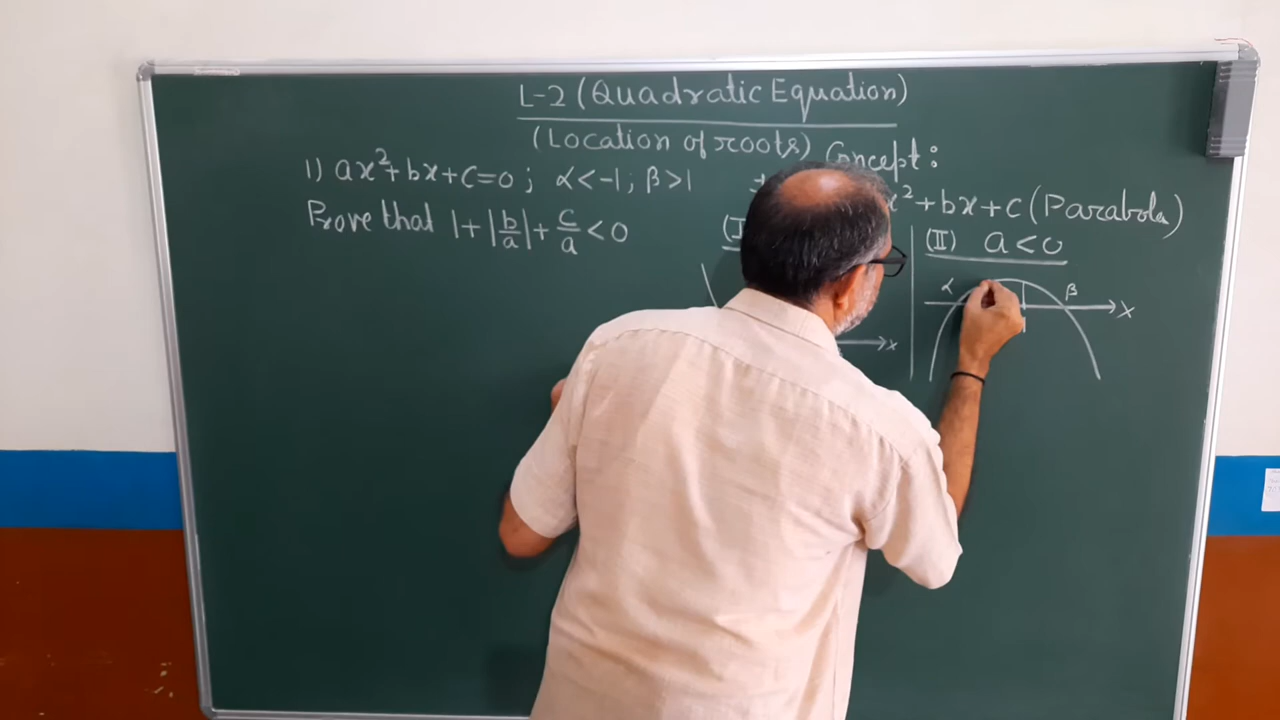 L-2 (Quadratic Equation)
(Location of roots)
1) ax²+bx+c=0 ; α<-1 ; β>1
Prove that 1+|b/a|+c/a<0
Concept:
x²+bx+c (Parabola)
(I
(II) a<0
α β
x
x